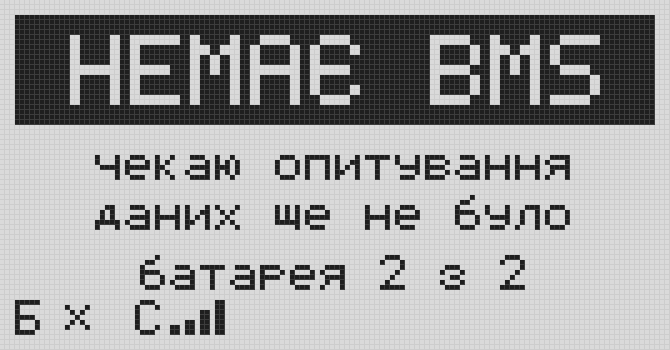 НЕМАЄ BMS
чекаю опитування
даних ще не було
батарея 2 з 2
Б × С